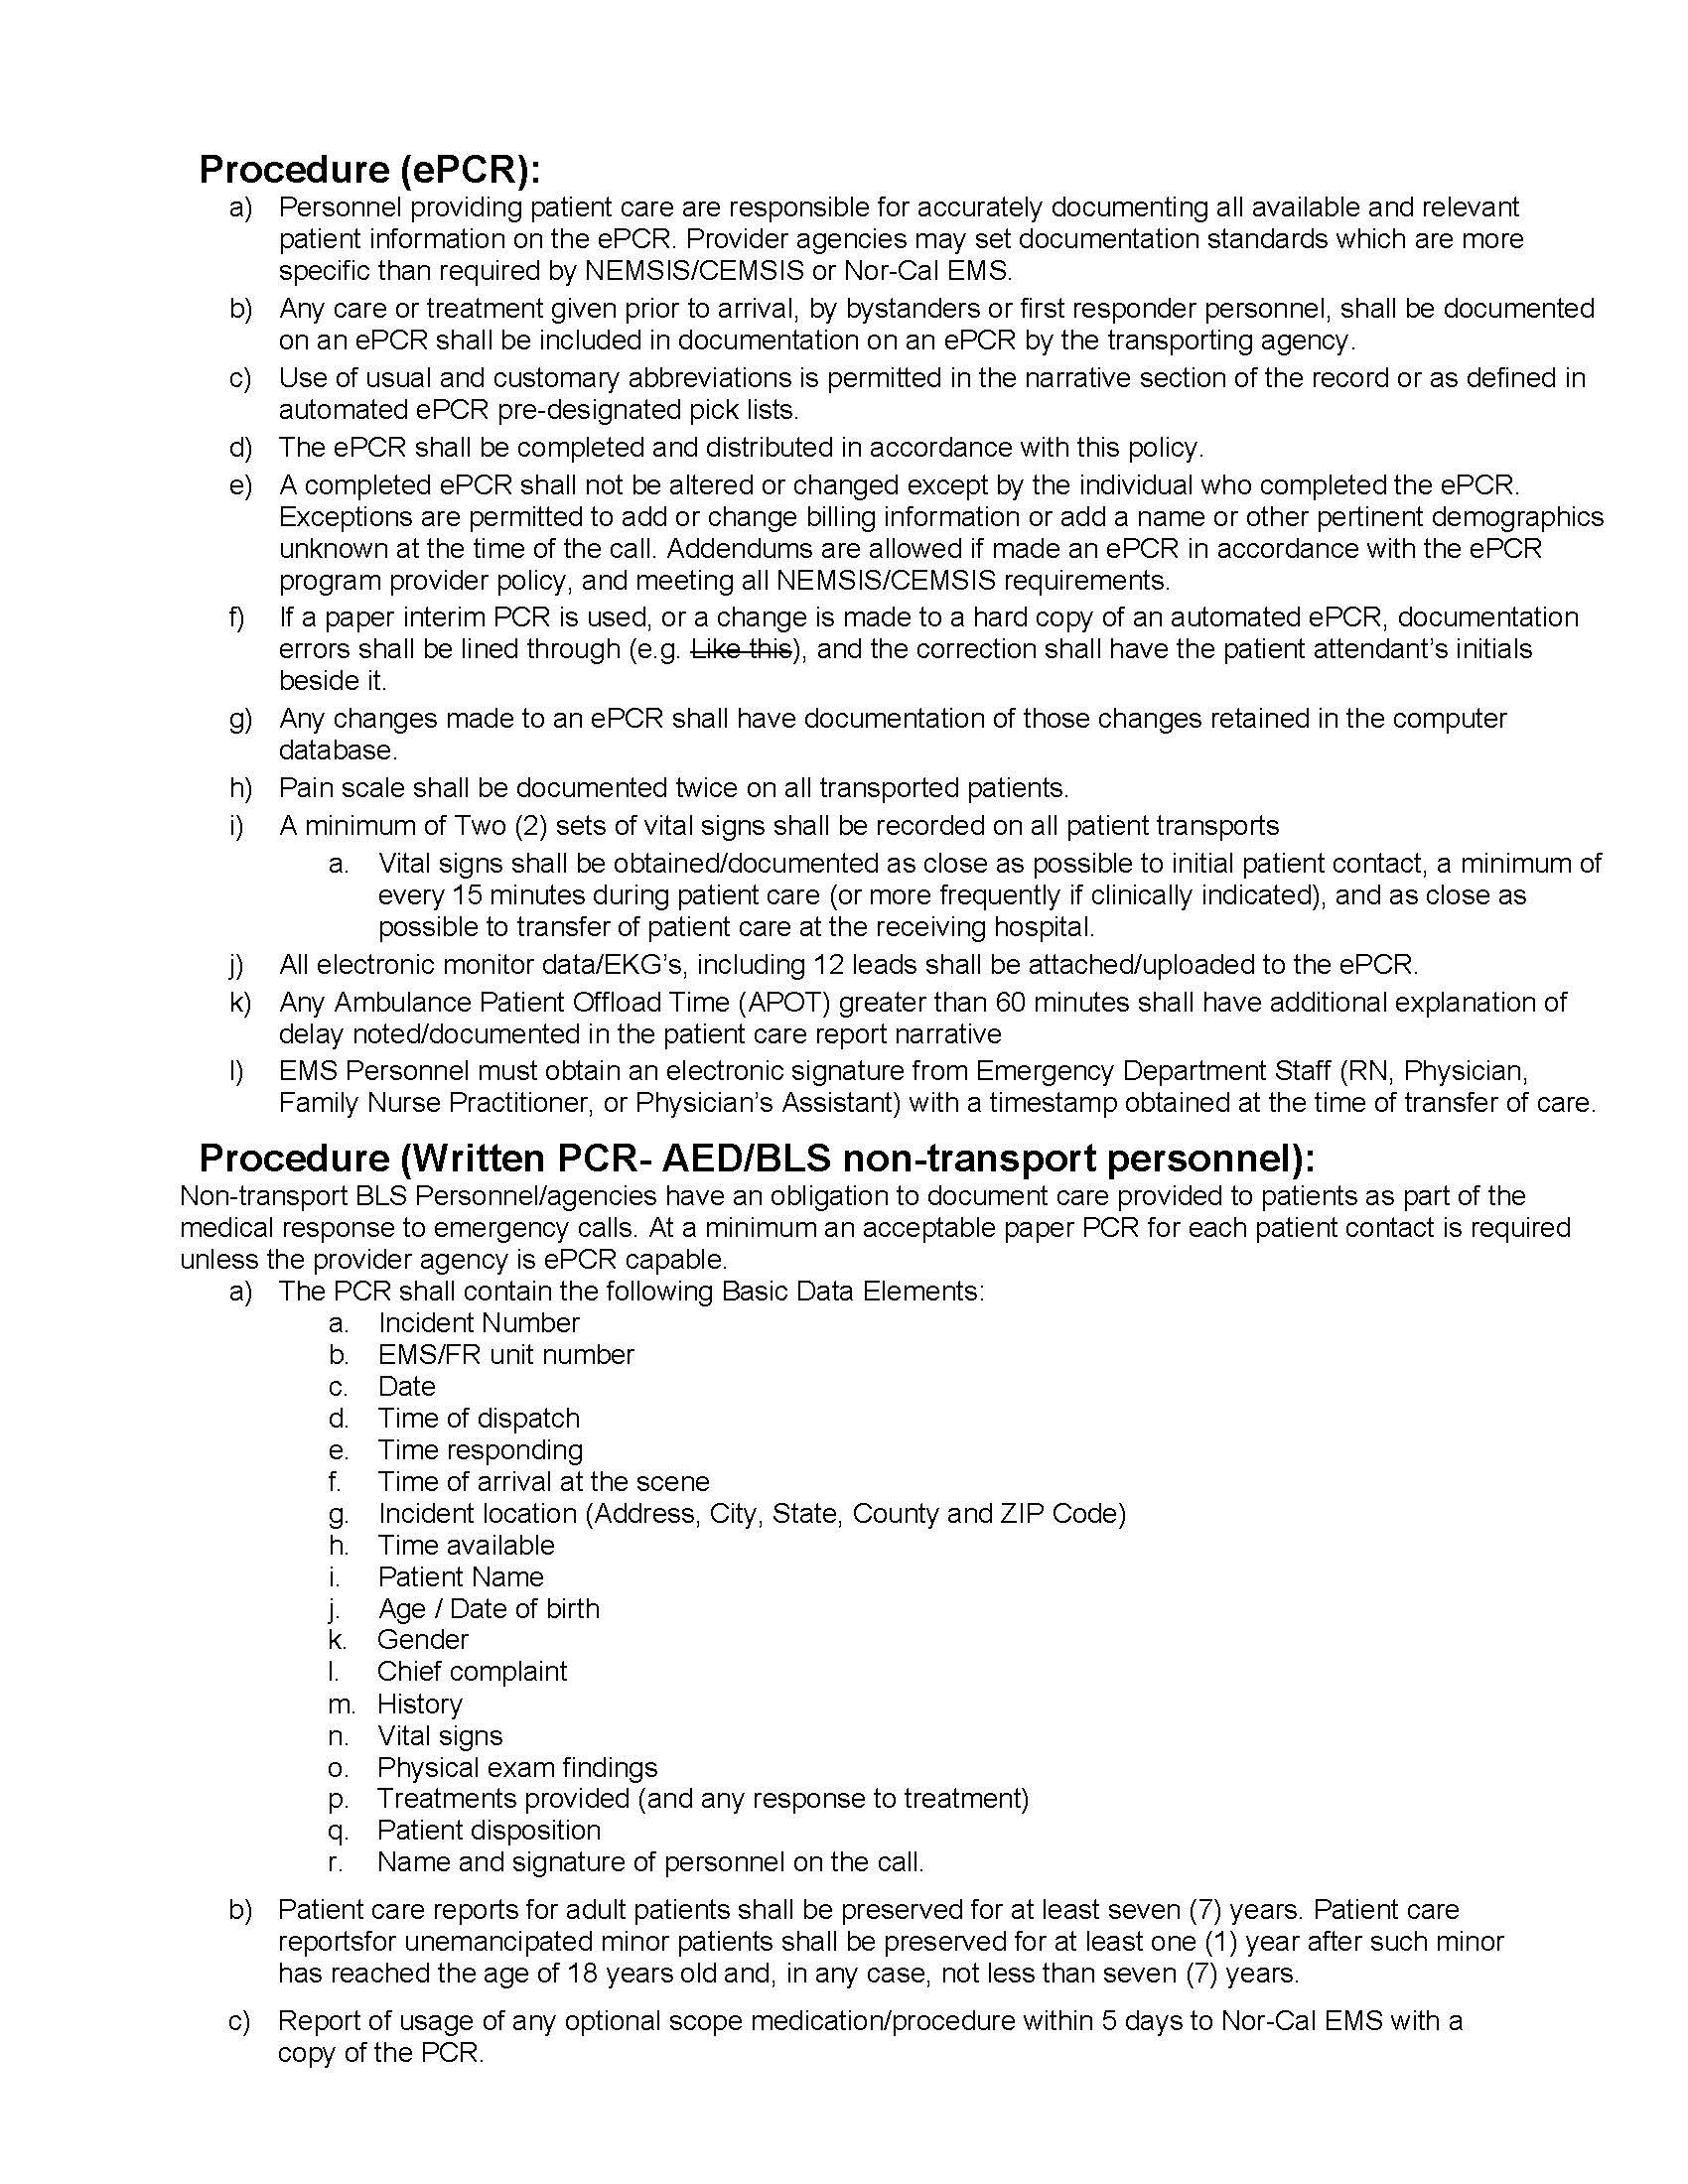 Procedure (ePCR):
a) Personnel providing patient care are responsible for accurately documenting all available and relevant
patient information on the ePCR. Provider agencies may set documentation standards which are more
specific than required by NEMSIS/CEMSIS or Nor-Cal EMS.
b) Any care or treatment given prior to arrival, by bystanders or first responder personnel, shall be documented
on an ePCR shall be included in documentation on an ePCR by the transporting agency.
c) Use of usual and customary abbreviations is permitted in the narrative section of the record or as defined in
automated ePCR pre-designated pick lists.
d) The ePCR shall be completed and distributed in accordance with this policy.
e) A completed ePCR shall not be altered or changed except by the individual who completed the ePCR.
Exceptions are permitted to add or change billing information or add a name or other pertinent demographics
unknown at the time of the call. Addendums are allowed if made an ePCR in accordance with the ePCR
program provider policy, and meeting all NEMSIS/CEMSIS requirements.
f) If a paper interim PCR is used, or a change is made to a hard copy of an automated ePCR, documentation
errors shall be lined through (e.g. Like this), and the correction shall have the patient attendant’s initials
beside it.
g) Any changes made to an ePCR shall have documentation of those changes retained in the computer
database.
h) Pain scale shall be documented twice on all transported patients.
i) A minimum of Two (2) sets of vital signs shall be recorded on all patient transports
a. Vital signs shall be obtained/documented as close as possible to initial patient contact, a minimum of
every 15 minutes during patient care (or more frequently if clinically indicated), and as close as
possible to transfer of patient care at the receiving hospital.
j) All electronic monitor data/EKG’s, including 12 leads shall be attached/uploaded to the ePCR.
k) Any Ambulance Patient Offload Time (APOT) greater than 60 minutes shall have additional explanation of
delay noted/documented in the patient care report narrative
l) EMS Personnel must obtain an electronic signature from Emergency Department Staff (RN, Physician,
Family Nurse Practitioner, or Physician’s Assistant) with a timestamp obtained at the time of transfer of care.
Procedure (Written PCR- AED/BLS non-transport personnel):
Non-transport BLS Personnel/agencies have an obligation to document care provided to patients as part of the
medical response to emergency calls. At a minimum an acceptable paper PCR for each patient contact is required
unless the provider agency is ePCR capable.
a) The PCR shall contain the following Basic Data Elements:
a. Incident Number
b. EMS/FR unit number
c. Date
d. Time of dispatch
e. Time responding
f. Time of arrival at the scene
g. Incident location (Address, City, State, County and ZIP Code)
h. Time available
i. Patient Name
j. Age / Date of birth
k. Gender
l. Chief complaint
m. History
n. Vital signs
o. Physical exam findings
p. Treatments provided (and any response to treatment)
q. Patient disposition
r. Name and signature of personnel on the call.
b) Patient care reports for adult patients shall be preserved for at least seven (7) years. Patient care
reportsfor unemancipated minor patients shall be preserved for at least one (1) year after such minor
has reached the age of 18 years old and, in any case, not less than seven (7) years.
c) Report of usage of any optional scope medication/procedure within 5 days to Nor-Cal EMS with a
copy of the PCR.